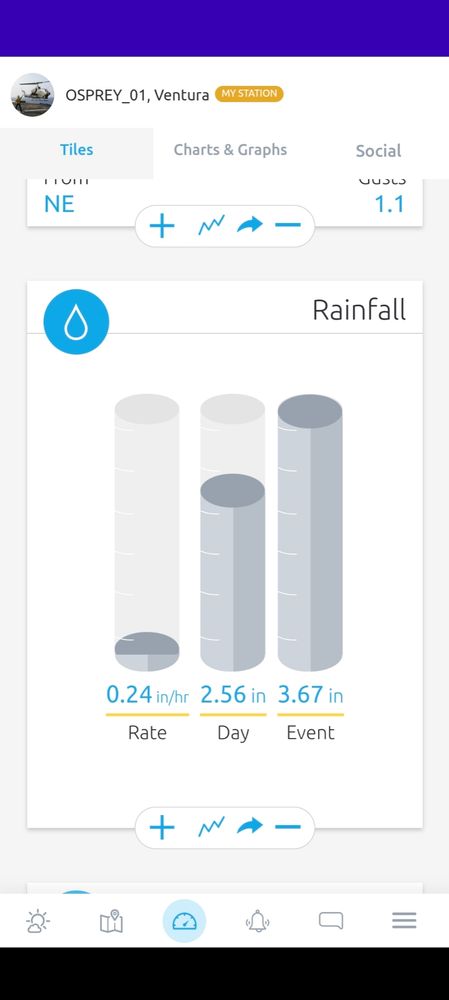 OSPREY_01, Ventura MY STATION
Tiles Charts & Graphs Social
From Gusts
NE 1.1
Rainfall
0.24 in/hr 2.56 in 3.67 in
Rate Day Event